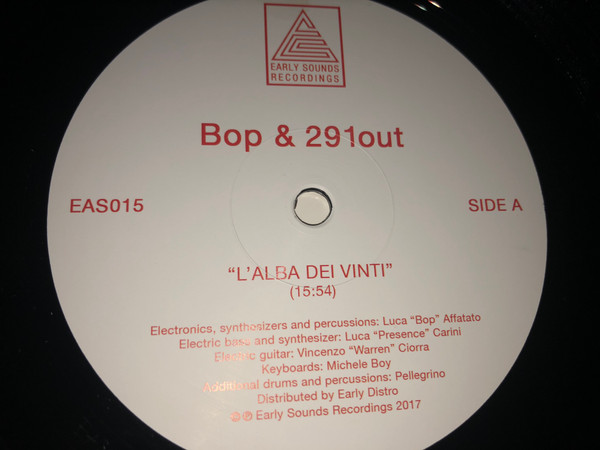 EARLY SOUNDS
RECORDINGS
Bop & 291out
EAS015
SIDE A
“L’ALBA DEI VINTI”
(15:54)
Electronics, synthesizers and percussions: Luca “Bop” Affatato
Electric bass and synthesizer: Luca “Presence” Carini
Electric guitar: Vincenzo “Warren” Ciorra
Keyboards: Michele Boy
Additional drums and percussions: Pellegrino
Distributed by Early Distro
℗© Early Sounds Recordings 2017